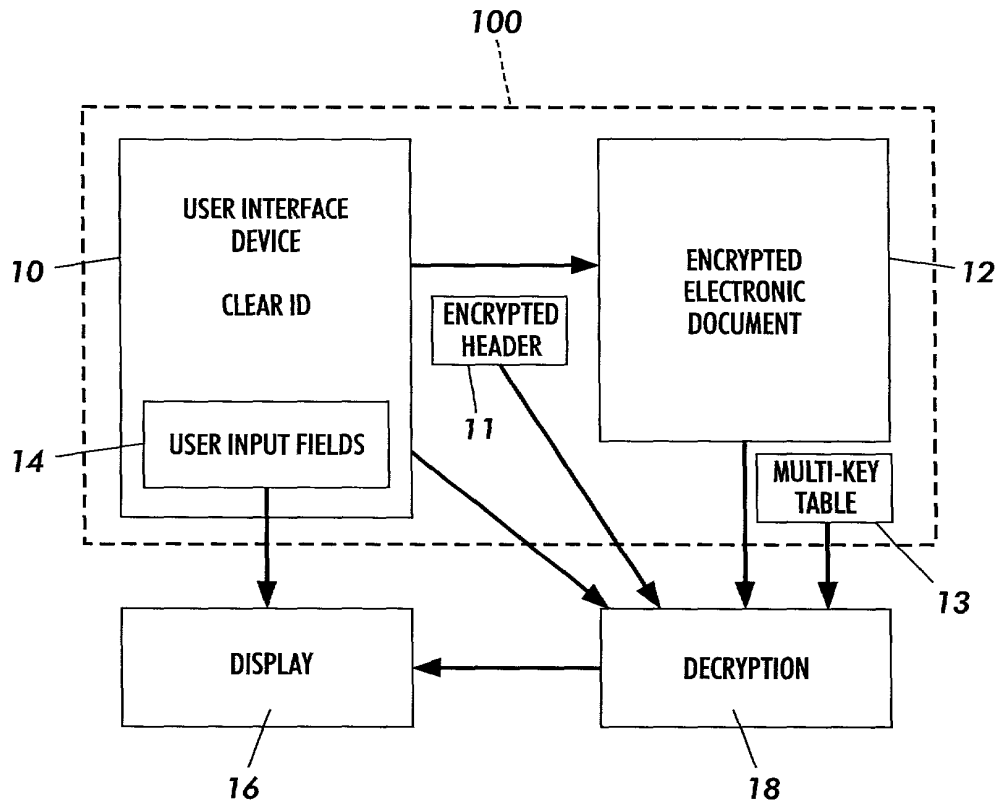 100
USER INTERFACE
DEVICE
CLEAR ID
10
ENCRYPTED
ELECTRONIC
DOCUMENT
12
ENCRYPTED
HEADER
11
USER INPUT FIELDS
14
MULTI-KEY
TABLE
13
DISPLAY
16
DECRYPTION
18